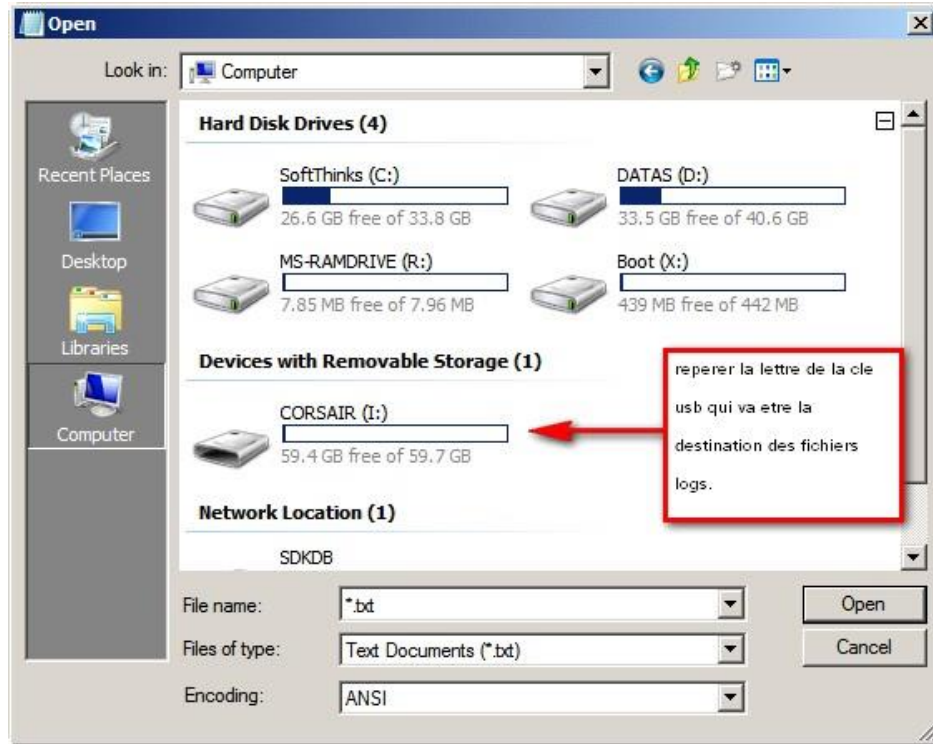 Open
Look in:
Computer
Recent Places
Desktop
Libraries
Computer
Hard Disk Drives (4)
SoftThinks (C:)
26.6 GB free of 33.8 GB
DATAS (D:)
33.5 GB free of 40.6 GB
MS-RAMDRIVE (R:)
7.85 MB free of 7.96 MB
Boot (X:)
439 MB free of 442 MB
Devices with Removable Storage (1)
CORSAIR (I:)
59.4 GB free of 59.7 GB
reperer la lettre de la cle
usb qui va etre la
destination des fichiers
logs.
Network Location (1)
SDKDB
File name:
*.txt
Open
Files of type:
Text Documents (*.txt)
Cancel
Encoding:
ANSI